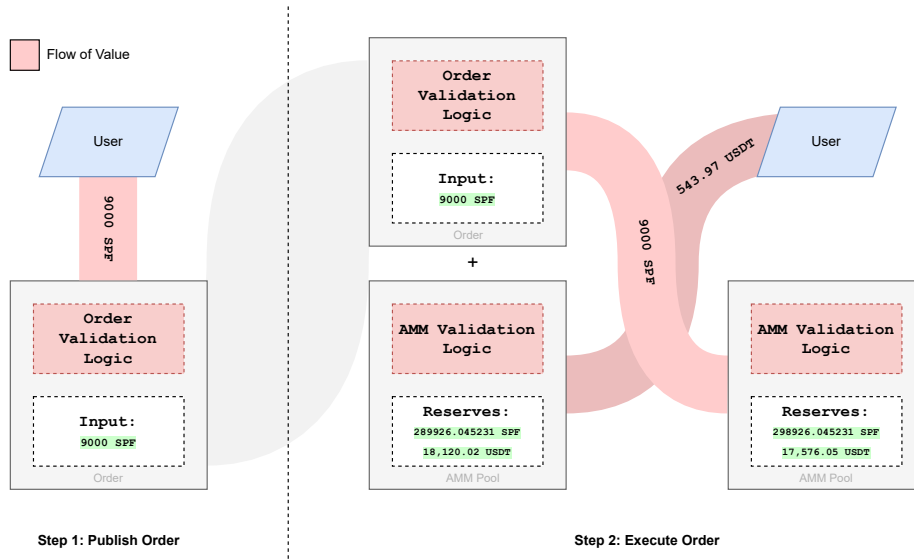 Flow of Value
User
9000 SPF
Order
Validation
Logic
Input:
9000 SPF
Order
Step 1: Publish Order
Order
Validation
Logic
Input:
9000 SPF
Order
+
AMM Validation
Logic
Reserves:
289926.045231 SPF
18,120.02 USDT
AMM Pool
9000 SPF
543.97 USDT
User
AMM Validation
Logic
Reserves:
298926.045231 SPF
17,576.05 USDT
AMM Pool
Step 2: Execute Order